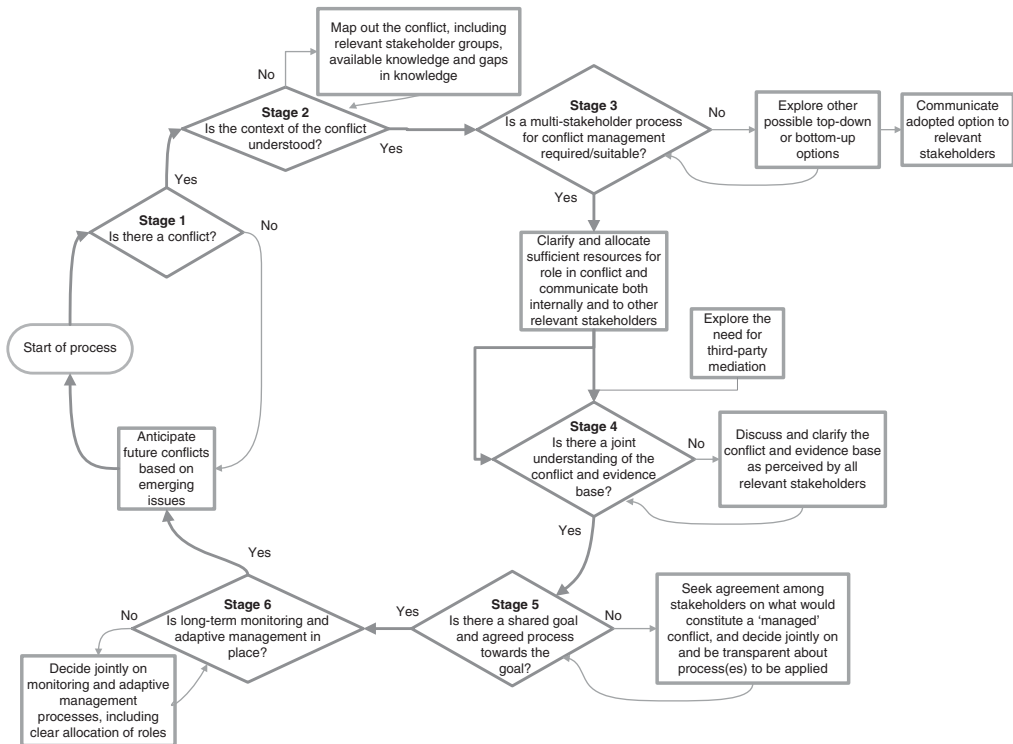 Map out the conflict, including
relevant stakeholder groups,
available knowledge and gaps
in knowledge
No
Stage 2
Is the context of the conflict
understood?
Yes
Stage 3
Is a multi-stakeholder process
for conflict management
required/suitable?
No
Explore other
possible top-down
or bottom-up
options
Communicate
adopted option to
relevant
stakeholders
Yes
Yes
Stage 1
Is there a conflict?
No
Clarify and allocate
sufficient resources for
role in conflict and
communicate both
internally and to other
relevant stakeholders
Start of process
Explore the
need for
third-party
mediation
Stage 4
Is there a joint
understanding of the
conflict and evidence
base?
No
Discuss and clarify the
conflict and evidence base
as perceived by all
relevant stakeholders
Anticipate
future conflicts
based on
emerging
issues
Yes
Yes
Stage 5
Is there a shared goal
and agreed process
towards the
goal?
No
Seek agreement among
stakeholders on what would
constitute a ‘managed’
conflict, and decide jointly on
and be transparent about
process(es) to be applied
Yes
Stage 6
Is long-term monitoring and
adaptive management in
place?
No
Decide jointly on
monitoring and adaptive
management
processes, including
clear allocation of roles